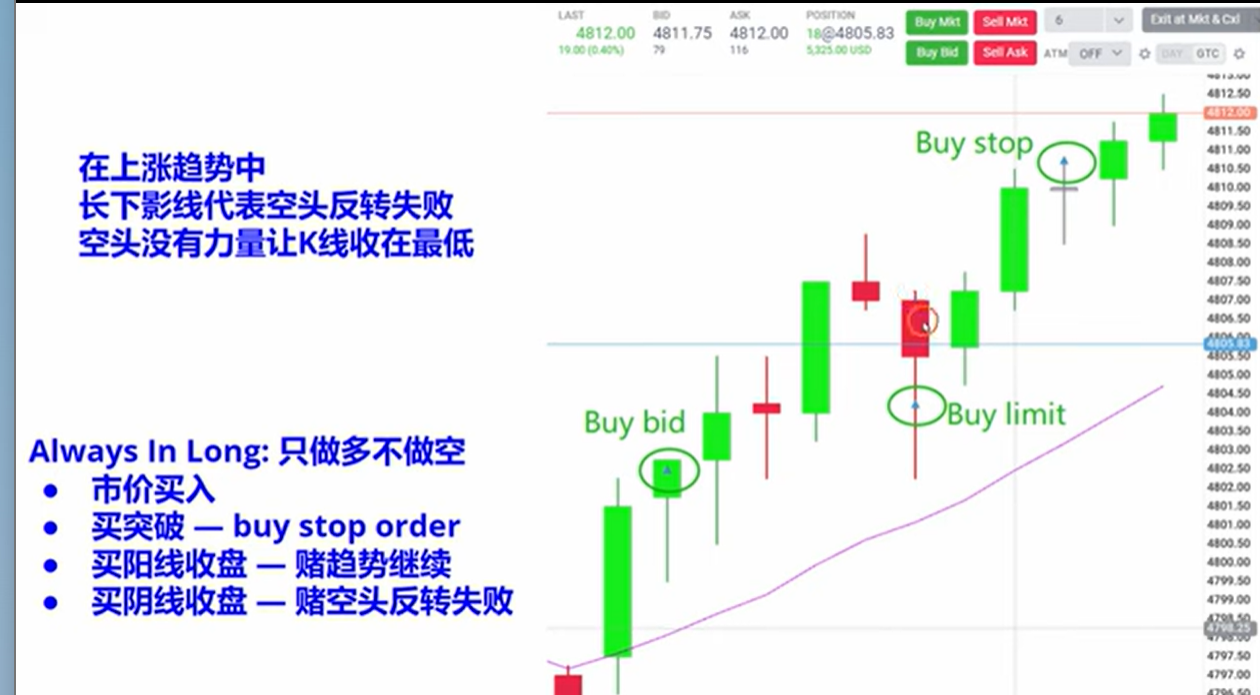 LAST BID ASK POSITION
4812.00 4811.75 4812.00 18@4805.83
19.00 (0.40%) 79 116 5,325.00 USD
Buy Mkt Sell Mkt 6 Exit at Mkt & Cxl
Buy Bid Sell Ask ATM OFF DAY GTC
在上涨趋势中
长下影线代表空头反转失败
空头没有力量让K线收在最低
Always In Long: 只做多不做空
● 市价买入
● 买突破 — buy stop order
● 买阳线收盘 — 赌趋势继续
● 买阴线收盘 — 赌空头反转失败
Buy stop
Buy limit
Buy bid
4812.50
4812.00
4811.50
4811.00
4810.50
4810.00
4809.50
4809.00
4808.50
4808.00
4807.50
4807.00
4806.50
4805.83
4805.50
4805.00
4804.50
4804.00
4803.50
4803.00
4802.50
4802.00
4801.50
4801.00
4800.50
4800.00
4799.50
4799.00
4798.25
4797.50
4797.00